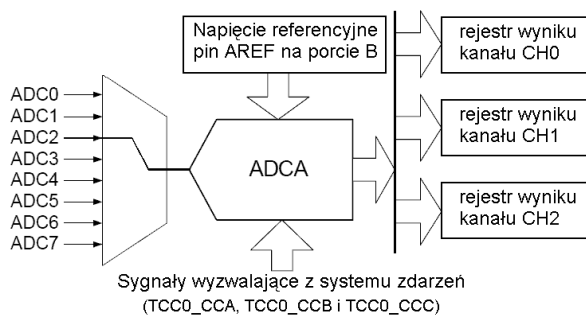 Napięcie referencyjne
pin AREF na porcie B
rejestr wyniku
kanału CH0
ADC0
ADC1
ADC2
ADC3
ADC4
ADC5
ADC6
ADC7
ADCA
rejestr wyniku
kanału CH1
rejestr wyniku
kanału CH2
Sygnały wyzwalające z systemu zdarzeń
(TCC0_CCA, TCC0_CCB i TCC0_CCC)